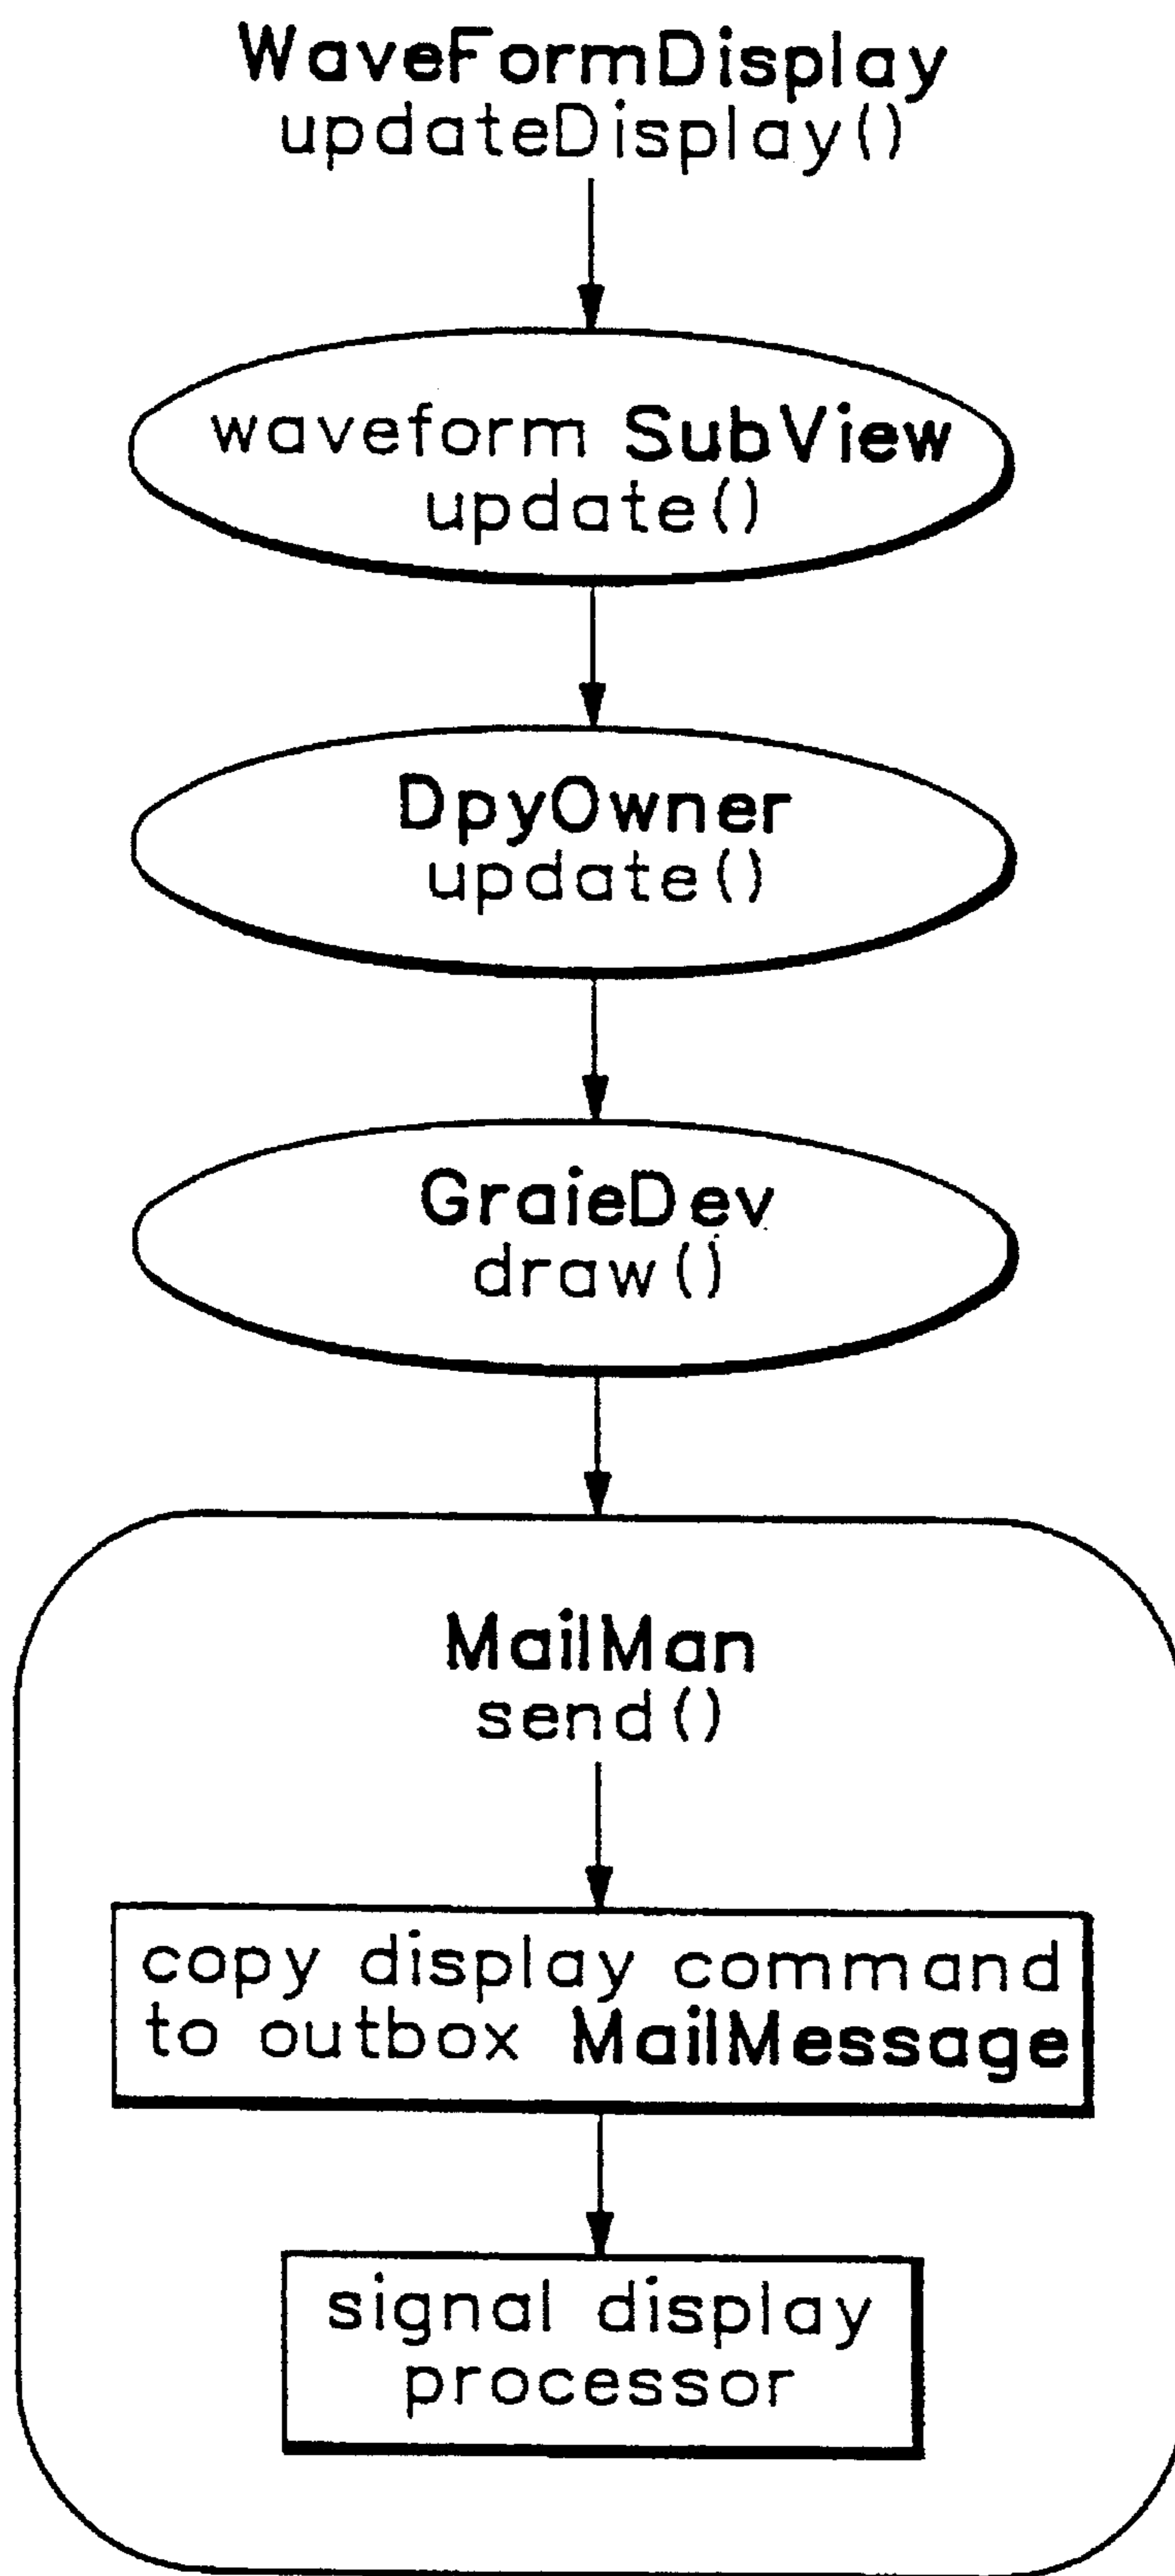 WaveFormDisplay
updateDisplay()
waveform SubView
update()
DpyOwner
update()
GraieDev
draw()
MailMan
send()
copy display command
to outbox MailMessage
signal display
processor